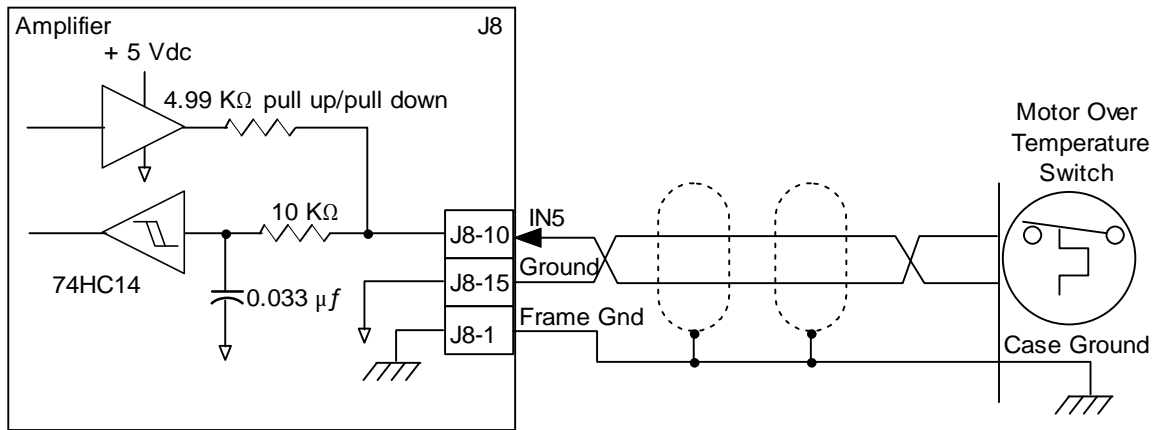 Amplifier
J8
+ 5 Vdc
4.99 KΩ pull up/pull down
10 KΩ
74HC14
0.033 µf
J8-10
J8-15
J8-1
IN5
Ground
Frame Gnd
Motor Over
Temperature
Switch
Case Ground